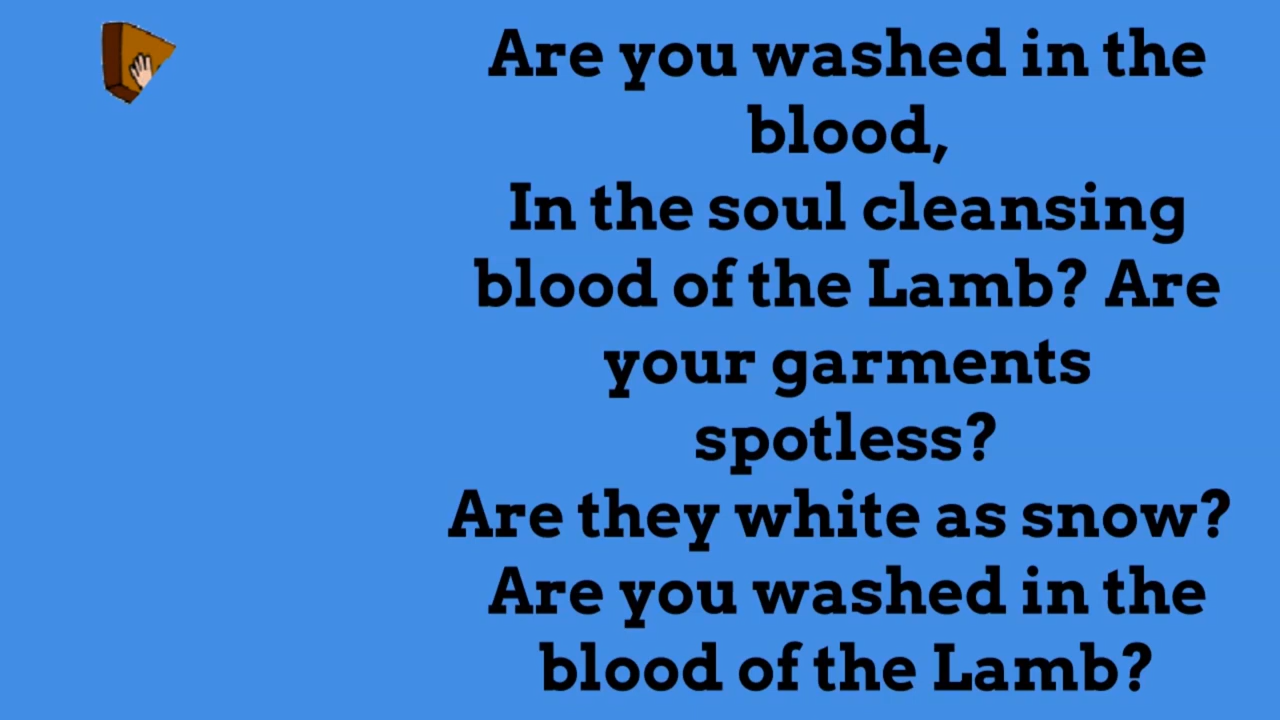 Are you washed in the
blood,
In the soul cleansing
blood of the Lamb? Are
your garments
spotless?
Are they white as snow?
Are you washed in the
blood of the Lamb?